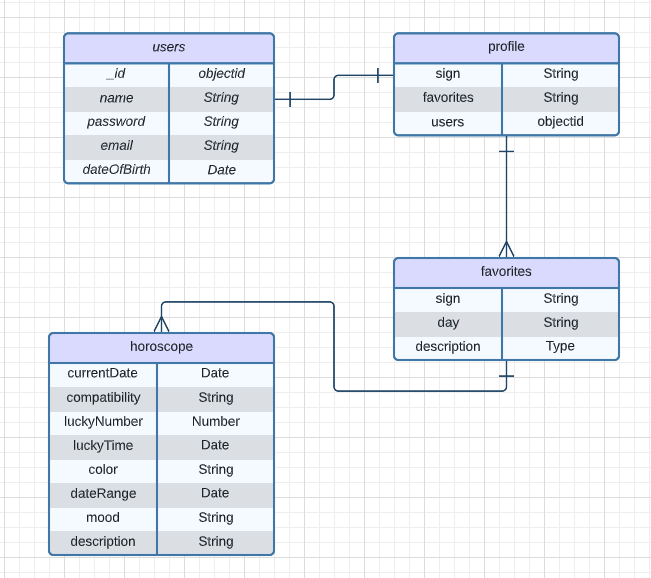 users
_id objectid
name String
password String
email String
dateOfBirth Date
profile
sign String
favorites String
users objectid
favorites
sign String
day String
description Type
horoscope
currentDate Date
compatibility String
luckyNumber Number
luckyTime Date
color String
dateRange Date
mood String
description String